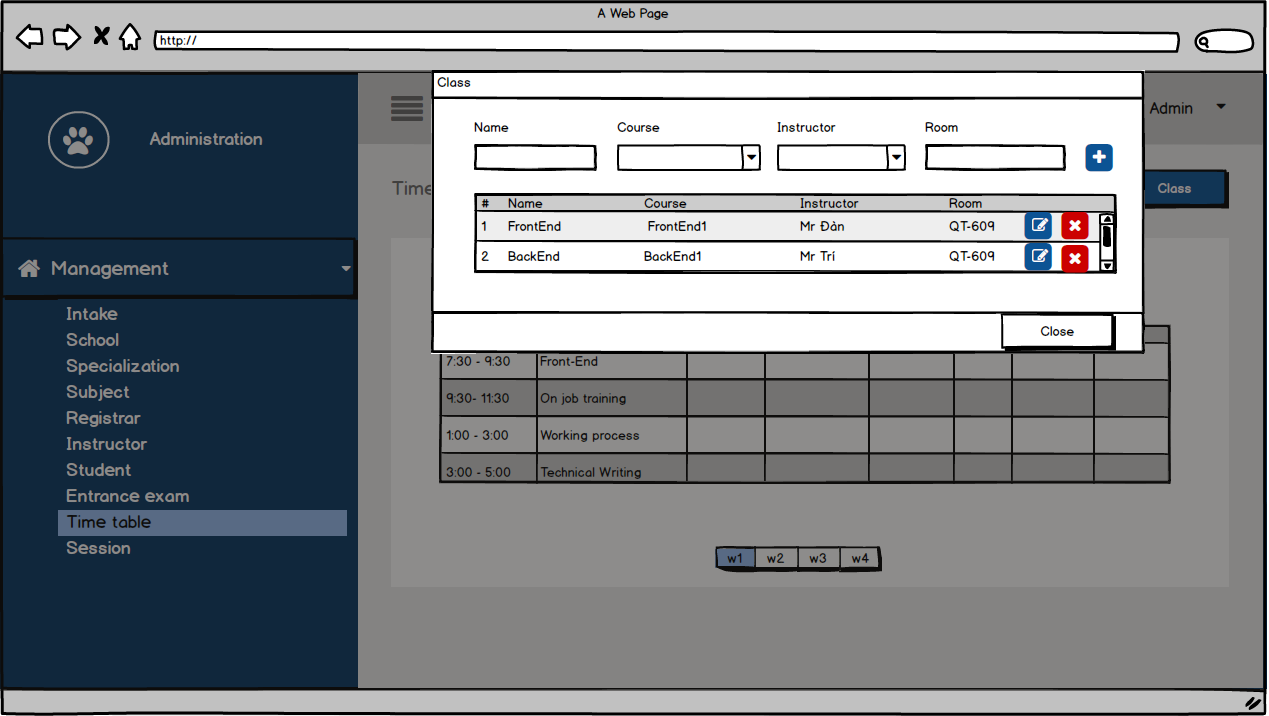 A Web Page
http://
Administration
Admin
Time
Class
Management
Intake
School
Specialization
Subject
Registrar
Instructor
Student
Entrance exam
Time table
Session
Class
Name Course Instructor Room
# Name Course Instructor Room
1 FrontEnd FrontEnd1 Mr Đàn QT-609
2 BackEnd BackEnd1 Mr Trí QT-609
Close
7:30 - 9:30 Front-End
9:30- 11:30 On job training
1:00 - 3:00 Working process
3:00 - 5:00 Technical Writing
w1 w2 w3 w4